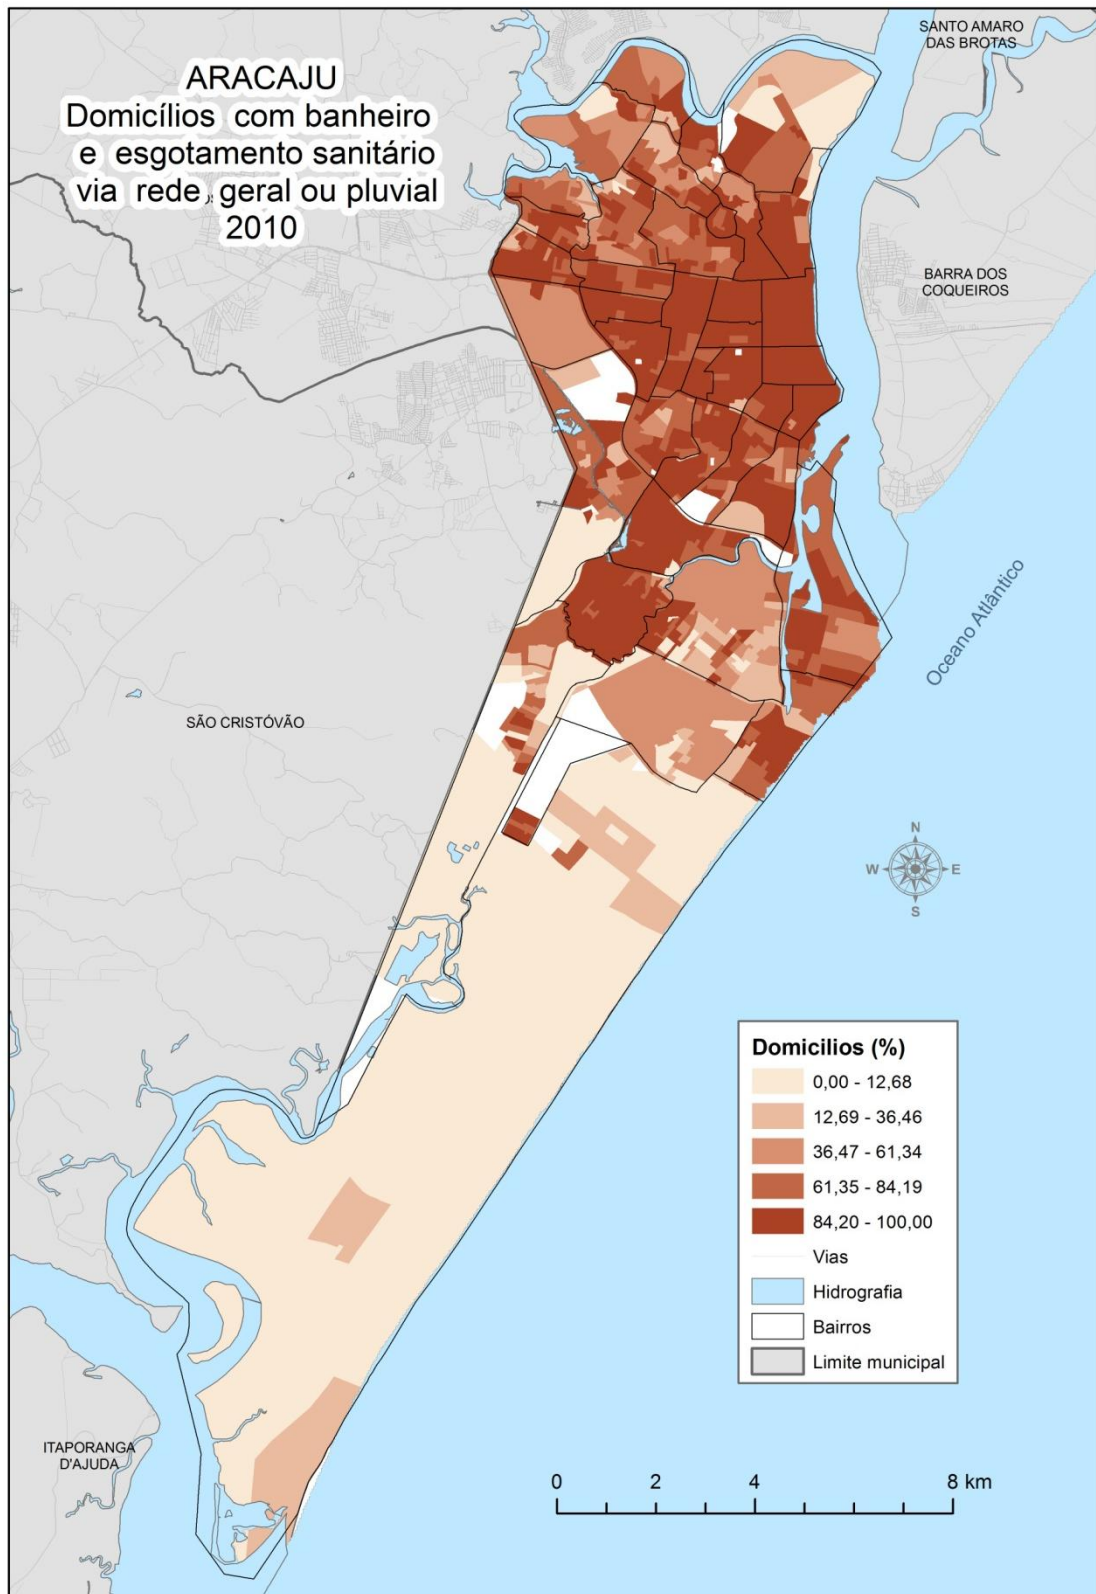 ARACAJU
Domicílios com banheiro
e esgotamento sanitário
via rede geral ou pluvial
2010
SANTO AMARO
DAS BROTAS
BARRA DOS
COQUEIROS
Oceano Atlântico
SÃO CRISTÓVÃO
N
W
E
S
Domicilios (%)
0,00 - 12,68
12,69 - 36,46
36,47 - 61,34
61,35 - 84,19
84,20 - 100,00
Vias
Hidrografia
Bairros
Limite municipal
ITAPORANGA
D'AJUDA
0 2 4 8 km